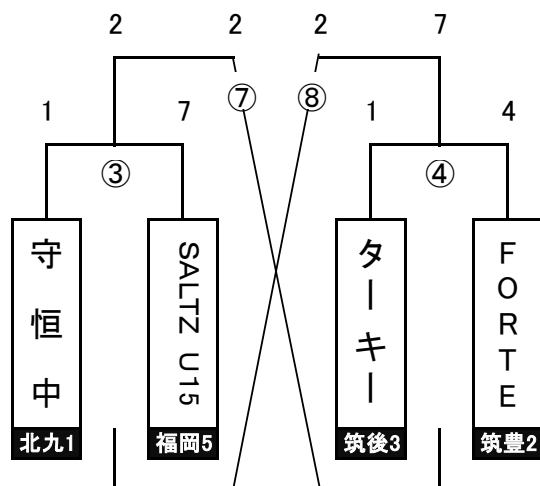 2 2 2 7
⑦ ⑧
1 7 1 4
③ ④
守恒中
SALTZ U15
ターキー
FORTE
北九1 福岡5 筑後3 筑豊2